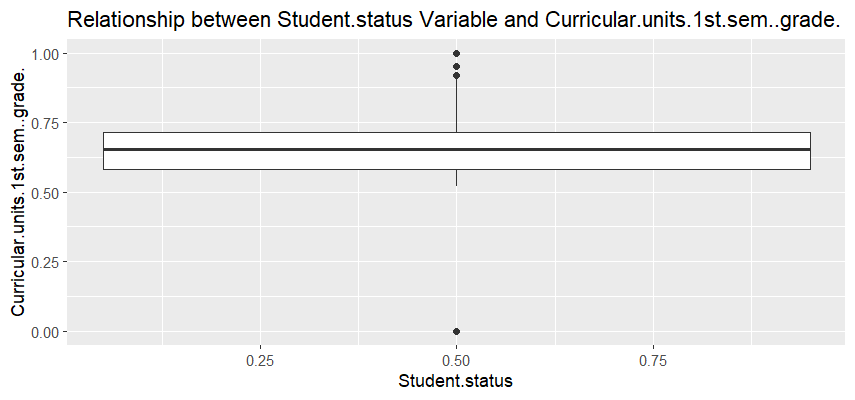 Relationship between Student.status Variable and Curricular.units.1st.sem..grade.
Curricular.units.1st.sem..grade.
1.00
0.75
0.50
0.25
0.00
0.25
0.50
0.75
Student.status